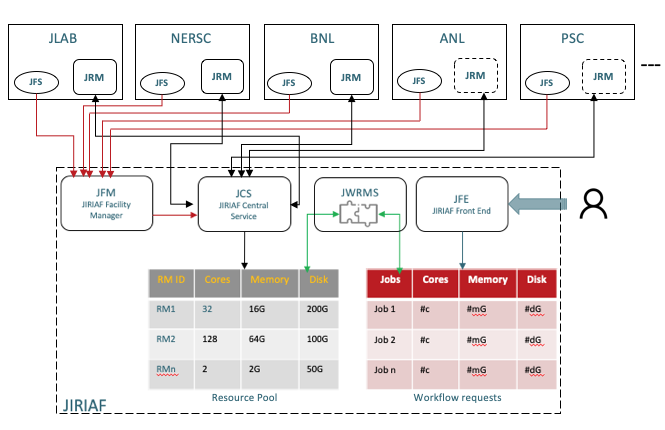 JLAB
NERSC
BNL
ANL
PSC
JFS
JRM
JFS
JRM
JFS
JRM
JFS
JRM
JFS
JRM
JFM
JIRIAF Facility
Manager
JCS
JIRIAF Central
Service
JWRMS
JFE
JIRIAF Front End
RM ID Cores Memory Disk
RM1 32 16G 200G
RM2 128 64G 100G
RMn 2 2G 50G
Resource Pool
Jobs Cores Memory Disk
Job 1 #c #mG #dG
Job 2 #c #mG #dG
Job n #c #mG #dG
Workflow requests
JIRIAF